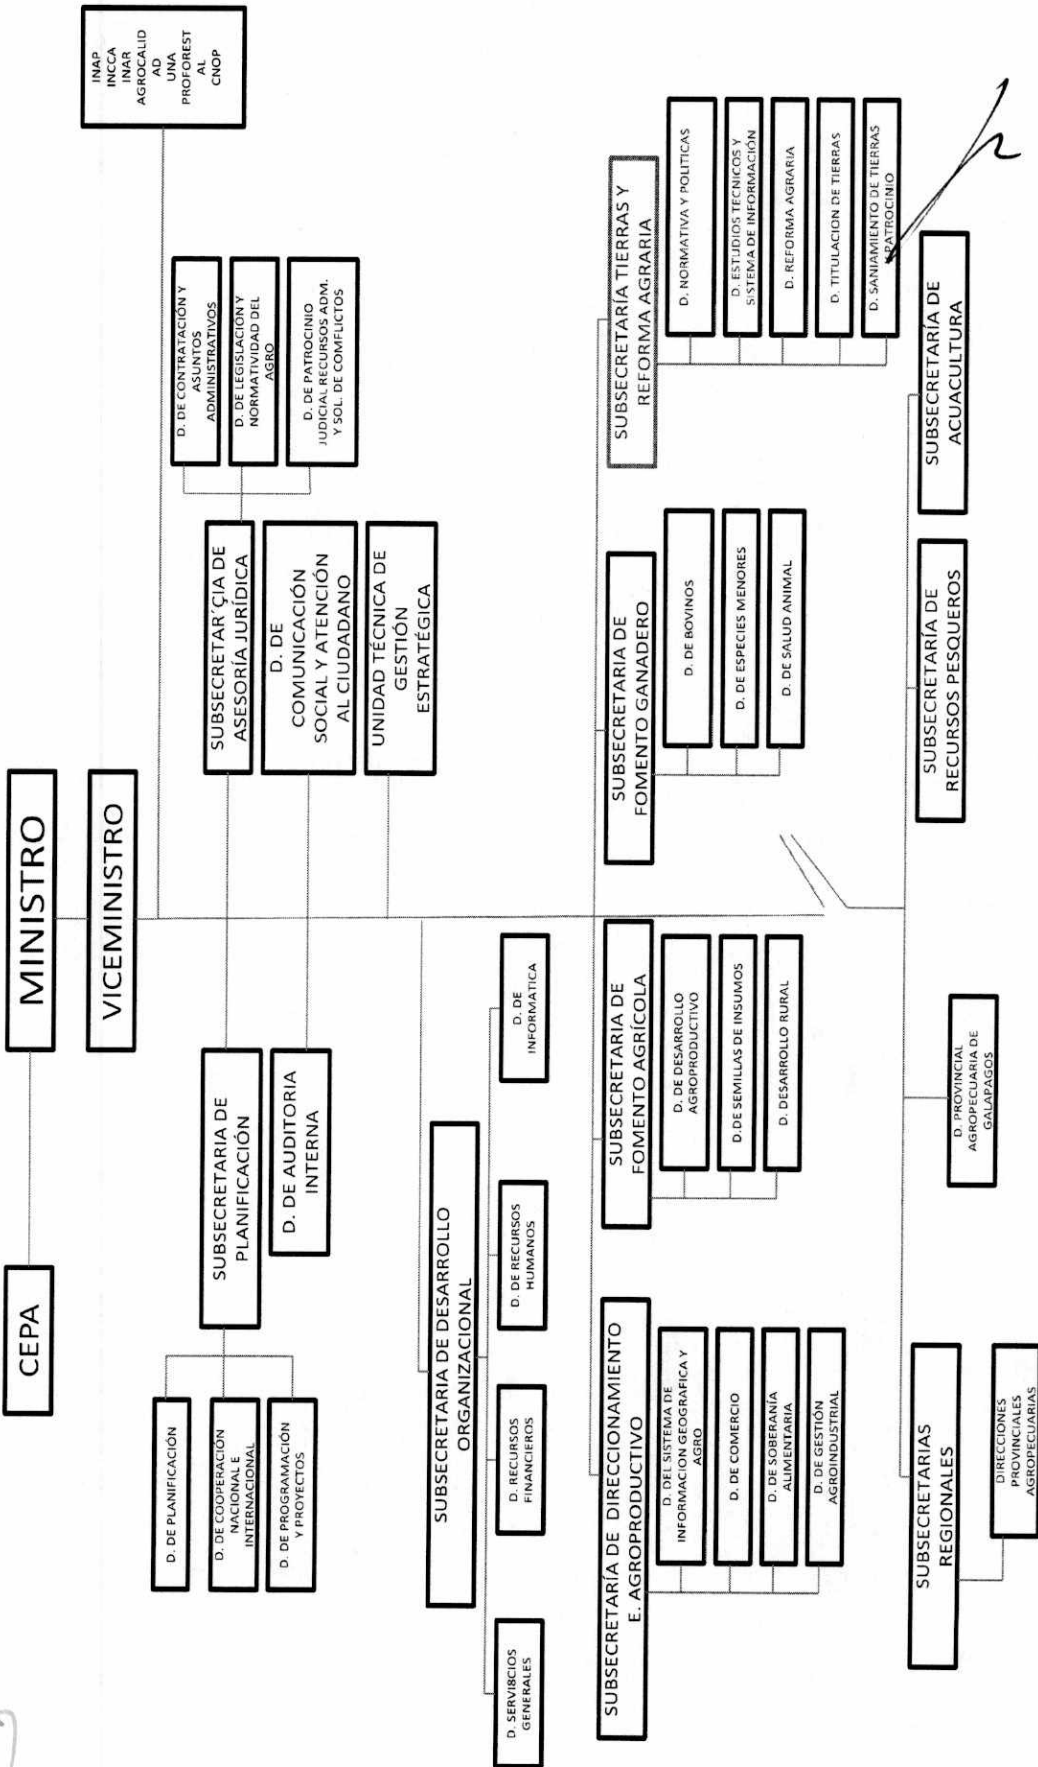 MINISTRO
CEPA
VICEMINISTRO
INAP
INCCA
INAR
AGROCALID
AD
UNA
PROFOREST
AL
CNOP
D. DE PLANIFICACIÓN
D. DE COOPERACIÓN
NACIONAL E
INTERNACIONAL
D. DE PROGRAMACIÓN
Y PROYECTOS
SUBSECRETARIA DE
PLANIFICACIÓN
D. DE AUDITORIA
INTERNA
SUBSECRETAR´ÇIA DE
ASESORÍA JURÍDICA
D. DE
COMUNICACIÓN
SOCIAL Y ATENCIÓN
AL CIUDADANO
UNIDAD TÉCNICA DE
GESTIÓN
ESTRATÉGICA
D. DE CONTRATACIÓN Y
ASUNTOS
ADMINISTRATIVOS
D. DE LEGISLACIÓN Y
NORMATIVIDAD DEL
AGRO
D. DE PATROCINIO
JUDICIAL RECURSOS ADM.
Y SOL. DE COMFLICTOS
SUBSECRETARIA DE DESARROLLO
ORGANIZACIONAL
D. SERVI8CIOS
GENERALES
D. RECURSOS
FINANCIEROS
D. DE RECURSOS
HUMANOS
D. DE
INFORMATICA
SUBSECRETARÍA DE DIRECCIONAMIENTO
E. AGROPRODUCTIVO
D. DEL SISTEMA DE
INFORMACION GEOGRAFICA Y
AGRO
D. DE COMERCIO
D. DE SOBERANÍA
ALIMENTARIA
D. DE GESTIÓN
AGROINDUSTRIAL
SUBSECRETARIA DE
FOMENTO AGRÍCOLA
D. DE DESARROLLO
AGROPRODUCTIVO
D.DE SEMILLAS DE INSUMOS
D. DESARROLLO RURAL
SUBSECRETARIA DE
FOMENTO GANADERO
D. DE BOVINOS
D. DE ESPECIES MENORES
D. DE SALUD ANIMAL
SUBSECRETARÍA TIERRAS Y
REFORMA AGRARIA
D. NORMATIVA Y POLITICAS
D. ESTUDIOS TECNICOS Y
SISTEMA DE INFORMACIÓN
D. REFORMA AGRARIA
D. TITULACION DE TIERRAS
D. SANIAMIENTO DE TIERRAS
PATROCINIO
SUBSECRETARIAS
REGIONALES
DIRECCIONES
PROVINCIALES
AGROPECUARIAS
D. PROVINCIAL
AGROPECUARIA DE
GALAPAGOS
SUBSECRETARÍA DE
RECURSOS PESQUEROS
SUBSECRETARÍA DE
ACUACULTURA